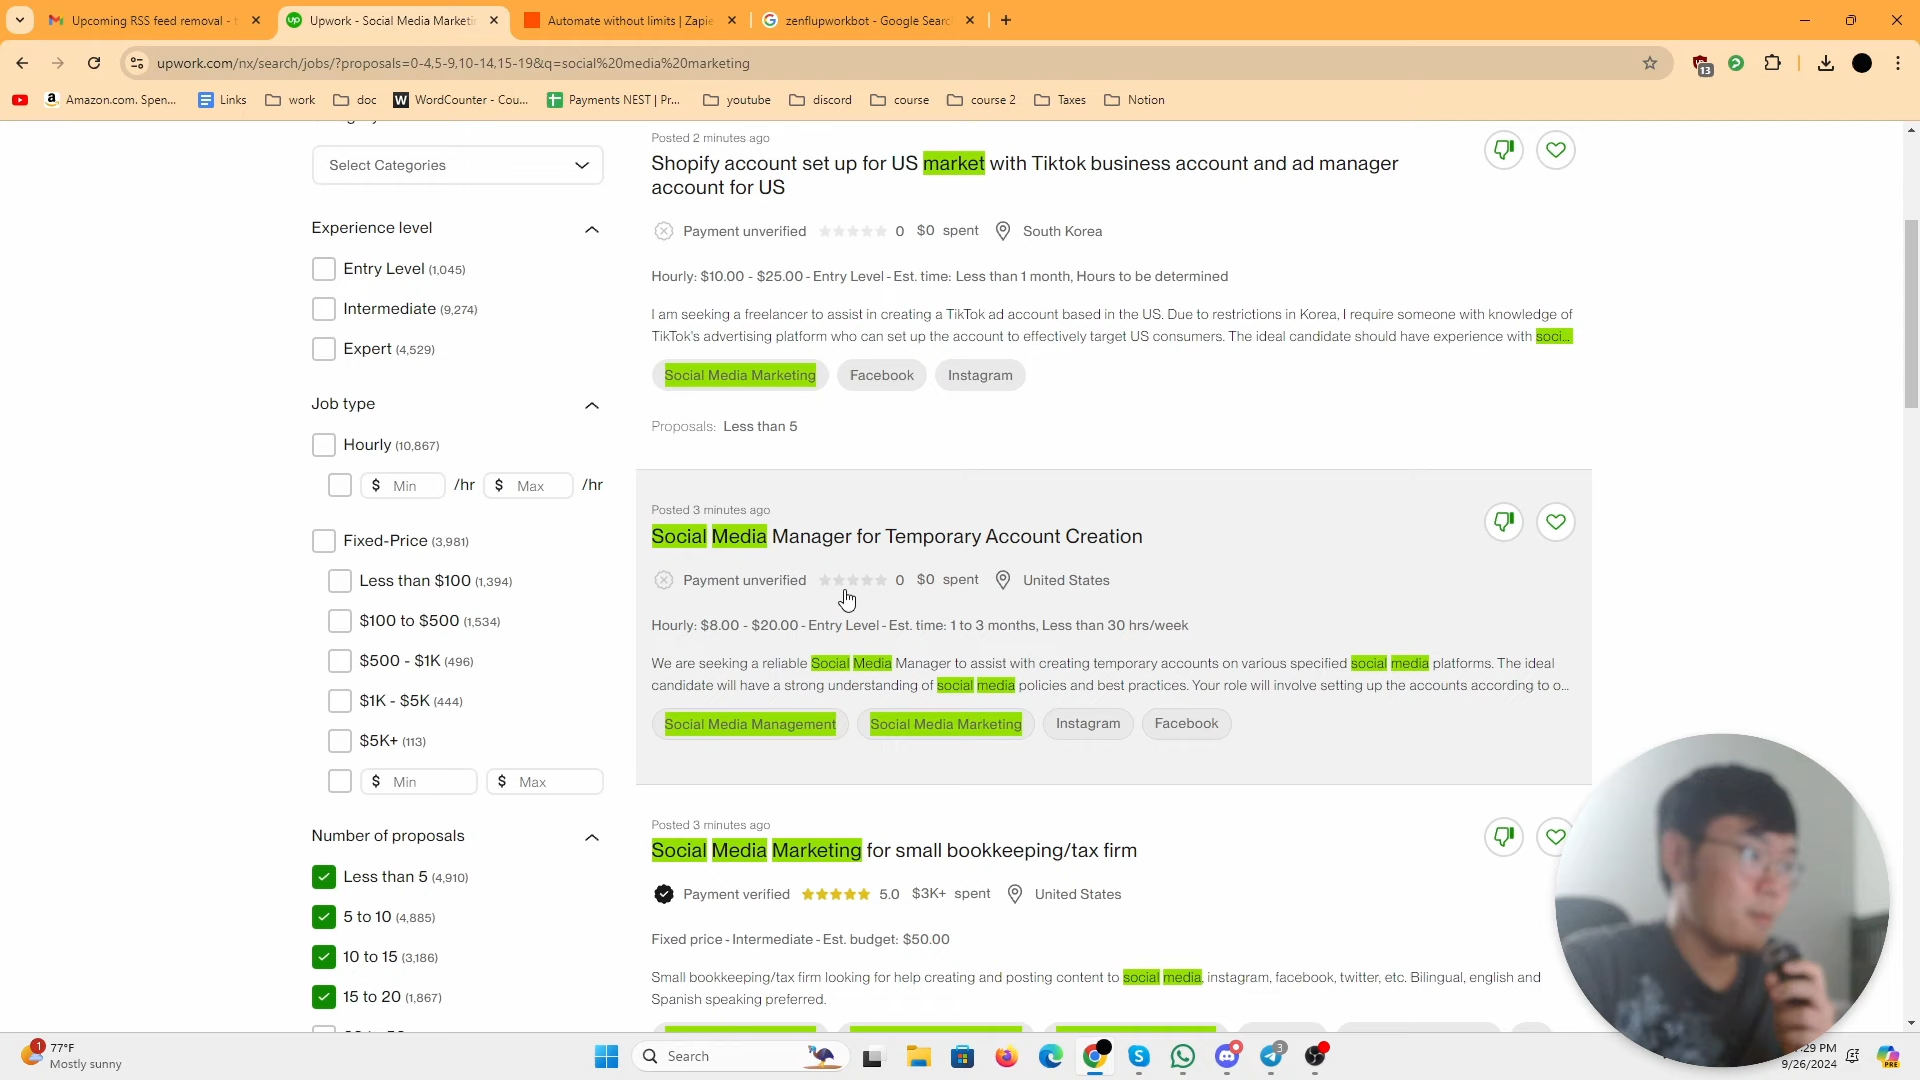 Upcoming RSS feed removal - t
Upwork - Social Media Marketi
Automate without limits | Zapie
zenflupworkbot - Google Searc
upwork.com/nx/search/jobs/?proposals=0-4,5-9,10-14,15-19&q=social%20media%20marketing
13
Amazon.com. Spen...
Links
work
doc
WordCounter - Cou...
Payments NEST | Pr...
youtube
discord
course
course 2
Taxes
Notion
Select Categories
Experience level
Entry Level (1,045)
Intermediate (9,274)
Expert (4,529)
Job type
Hourly (10,867)
$ Min /hr $ Max /hr
Fixed-Price (3,981)
Less than $100 (1,394)
$100 to $500 (1,534)
$500 - $1K (496)
$1K - $5K (444)
$5K+ (113)
$ Min $ Max
Number of proposals
Less than 5 (4,910)
5 to 10 (4,885)
10 to 15 (3,186)
15 to 20 (1,867)
Posted 2 minutes ago
Shopify account set up for US market with Tiktok business account and ad manager
account for US
Payment unverified 0 $0 spent South Korea
Hourly: $10.00 - $25.00 - Entry Level - Est. time: Less than 1 month, Hours to be determined
I am seeking a freelancer to assist in creating a TikTok ad account based in the US. Due to restrictions in Korea, I require someone with knowledge of
TikTok's advertising platform who can set up the account to effectively target US consumers. The ideal candidate should have experience with soci...
Social Media Marketing Facebook Instagram
Proposals: Less than 5
Posted 3 minutes ago
Social Media Manager for Temporary Account Creation
Payment unverified 0 $0 spent United States
Hourly: $8.00 - $20.00 - Entry Level - Est. time: 1 to 3 months, Less than 30 hrs/week
We are seeking a reliable Social Media Manager to assist with creating temporary accounts on various specified social media platforms. The ideal
candidate will have a strong understanding of social media policies and best practices. Your role will involve setting up the accounts according to o...
Social Media Management Social Media Marketing Instagram Facebook
Posted 3 minutes ago
Social Media Marketing for small bookkeeping/tax firm
Payment verified 5.0 $3K+ spent United States
Fixed price - Intermediate - Est. budget: $50.00
Small bookkeeping/tax firm looking for help creating and posting content to social media, instagram, facebook, twitter, etc. Bilingual, english and
Spanish speaking preferred.
1
77°F
Mostly sunny
Search
3
:29 PM
9/26/2024
PRE